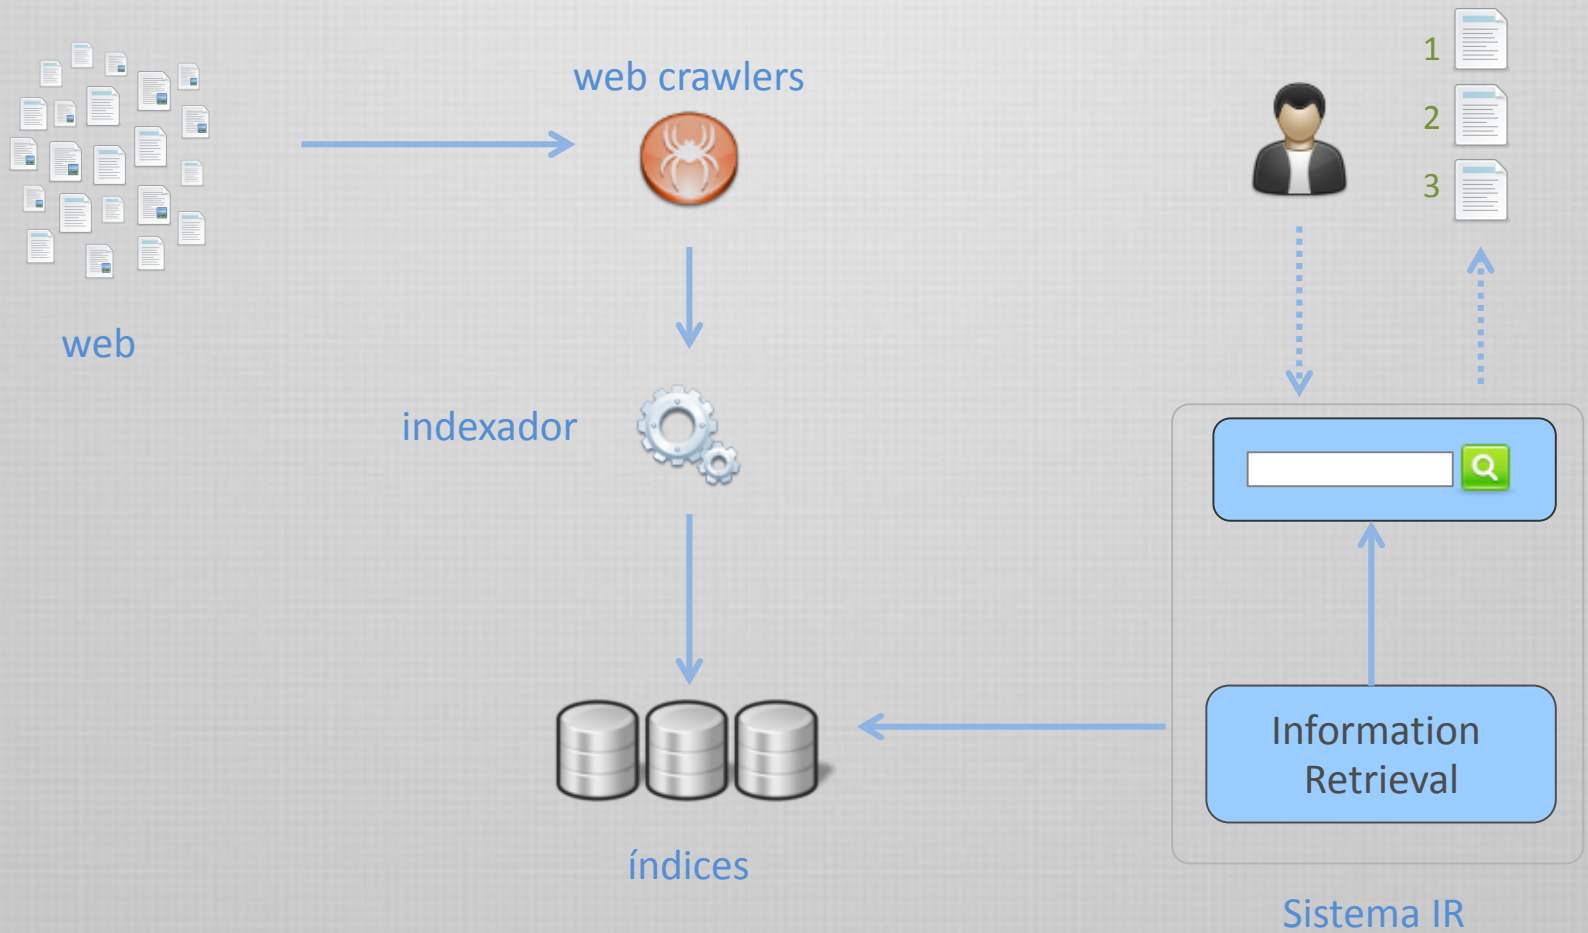 web crawlers
1
2
3
web
indexador
Information
Retrieval
índices
Sistema IR